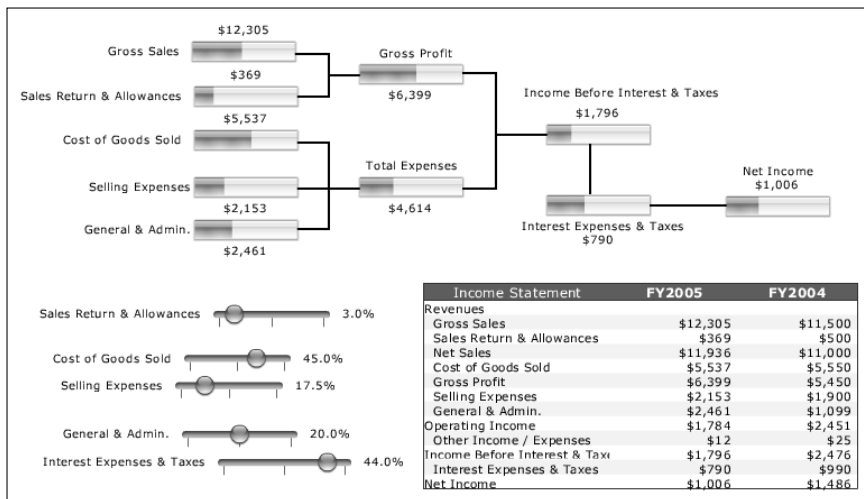 $12,305
Gross Sales
$369
Sales Return & Allowances
$5,537
Cost of Goods Sold
Selling Expenses
$2,153
General & Admin.
$2,461
Gross Profit
$6,399
Total Expenses
$4,614
Income Before Interest & Taxes
$1,796
Interest Expenses & Taxes
$790
Net Income
$1,006
Sales Return & Allowances 3.0%
Cost of Goods Sold 45.0%
Selling Expenses 17.5%
General & Admin. 20.0%
Interest Expenses & Taxes 44.0%
Income Statement FY2005 FY2004
Revenues
Gross Sales $12,305 $11,500
Sales Return & Allowances $369 $500
Net Sales $11,936 $11,000
Cost of Goods Sold $5,537 $5,550
Gross Profit $6,399 $5,450
Selling Expenses $2,153 $1,900
General & Admin. $2,461 $1,099
Operating Income $1,784 $2,451
Other Income / Expenses $12 $25
Income Before Interest & Taxe $1,796 $2,476
Interest Expenses & Taxes $790 $990
Net Income $1,006 $1,486